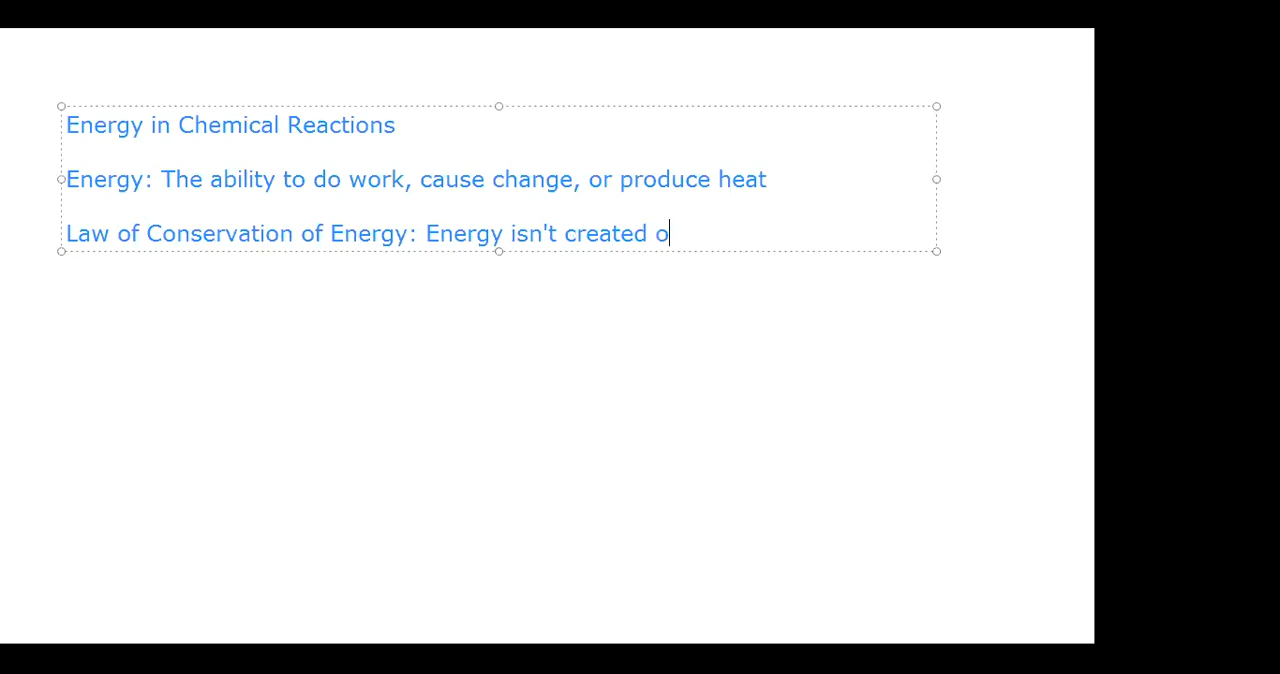 Energy in Chemical Reactions
Energy: The ability to do work, cause change, or produce heat
Law of Conservation of Energy: Energy isn't created o